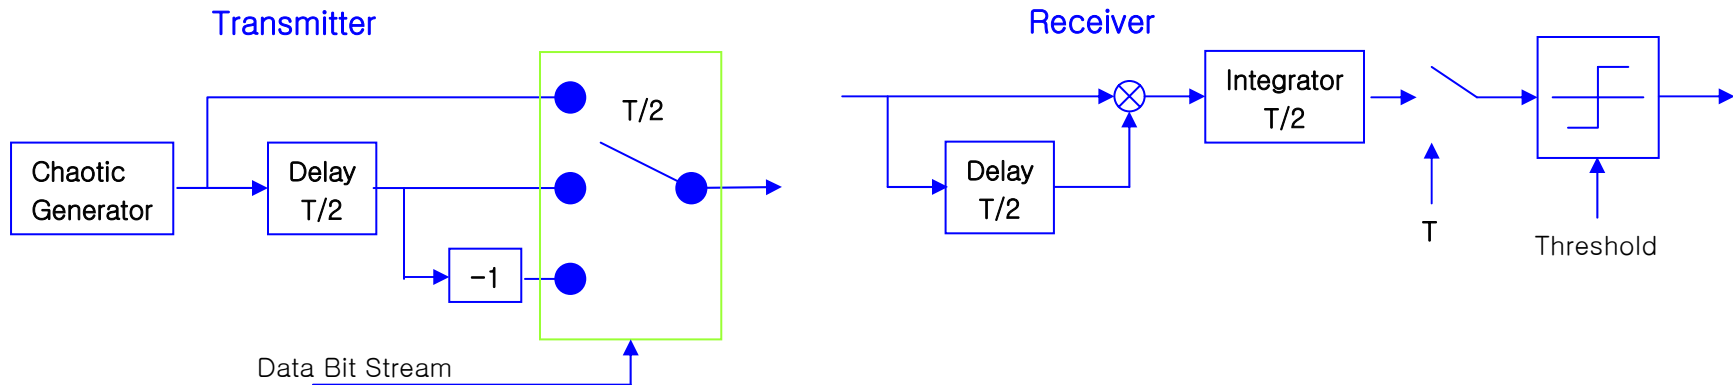 Transmitter
Receiver
T/2
Chaotic
Generator
Delay
T/2
-1
Data Bit Stream
Delay
T/2
Integrator
T/2
T
Threshold